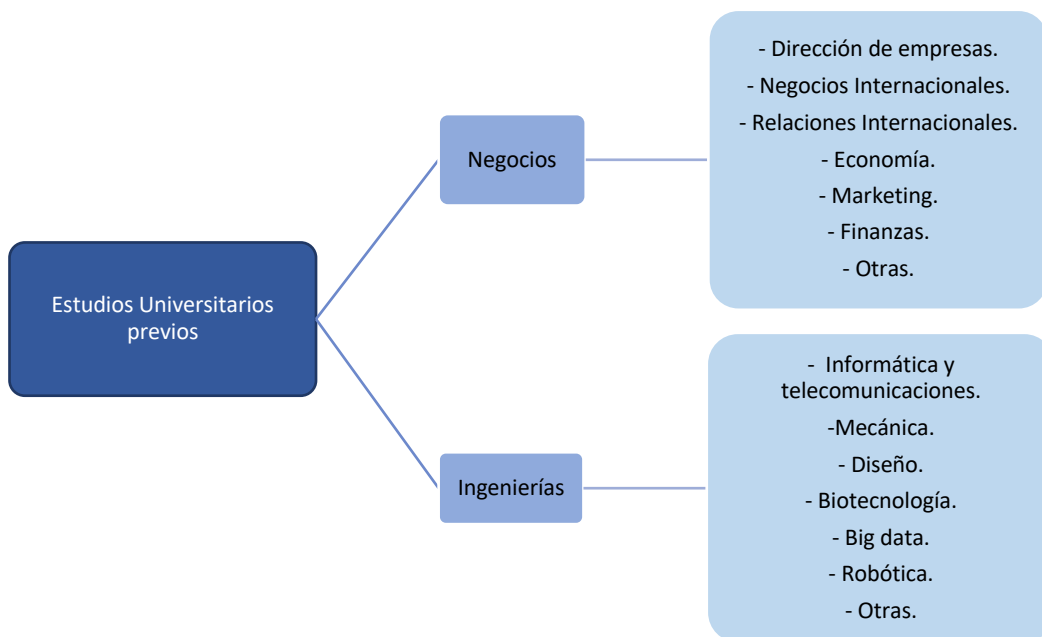 Estudios Universitarios
previos
Negocios
- Dirección de empresas.
- Negocios Internacionales.
- Relaciones Internacionales.
- Economía.
- Marketing.
- Finanzas.
- Otras.
Ingenierías
- Informática y
telecomunicaciones.
-Mecánica.
- Diseño.
- Biotecnología.
- Big data.
- Robótica.
- Otras.